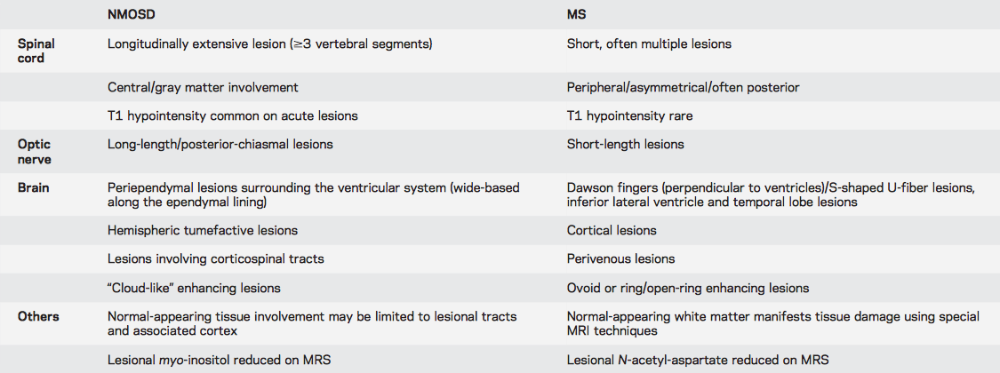 NMOSD MS
Spinal cord Longitudinally extensive lesion (≥3 vertebral segments) Short, often multiple lesions
Central/gray matter involvement Peripheral/asymmetrical/often posterior
T1 hypointensity common on acute lesions T1 hypointensity rare
Optic nerve Long-length/posterior-chiasmal lesions Short-length lesions
Brain Periependymal lesions surrounding the ventricular system (wide-based along the ependymal lining) Dawson fingers (perpendicular to ventricles)/S-shaped U-fiber lesions, inferior lateral ventricle and temporal lobe lesions
Hemispheric tumefactive lesions Cortical lesions
Lesions involving corticospinal tracts Perivenous lesions
“Cloud-like” enhancing lesions Ovoid or ring/open-ring enhancing lesions
Others Normal-appearing tissue involvement may be limited to lesional tracts and associated cortex Normal-appearing white matter manifests tissue damage using special MRI techniques
Lesional myo-inositol reduced on MRS Lesional N-acetyl-aspartate reduced on MRS